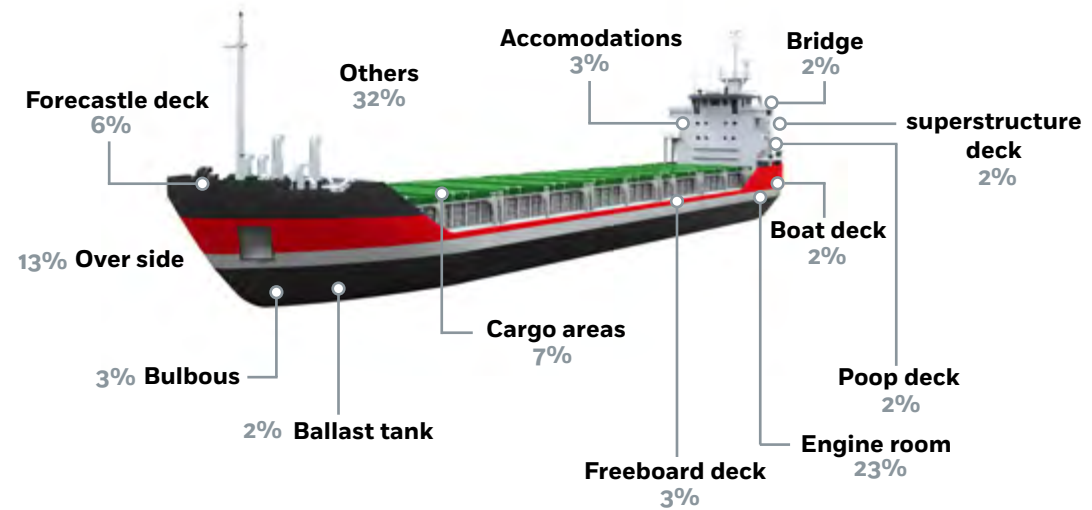 Accomodations
3%
Bridge
2%
Others
32%
Forecastle deck
6%
superstructure
deck
2%
Boat deck
2%
13% Over side
Cargo areas
7%
3% Bulbous
Poop deck
2%
2% Ballast tank
Engine room
23%
Freeboard deck
3%